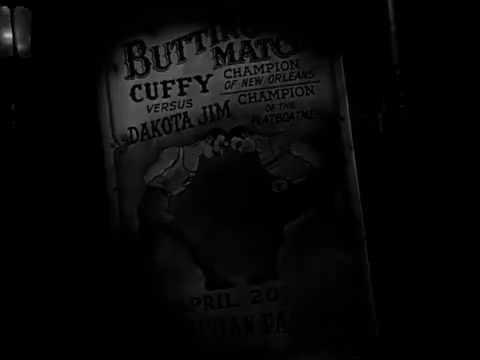 BUTTING
MATCH
CUFFY CHAMPION
OF NEW ORLEANS
VERSUS
DAKOTA JIM CHAMPION
OF THE
FLATBOATMEN
APRIL 20